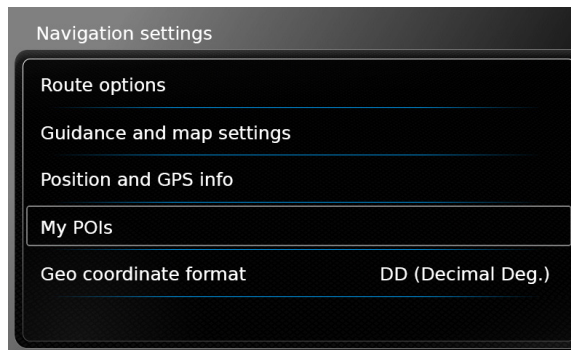 Navigation settings
Route options
Guidance and map settings
Position and GPS info
My POIs
Geo coordinate format DD (Decimal Deg.)